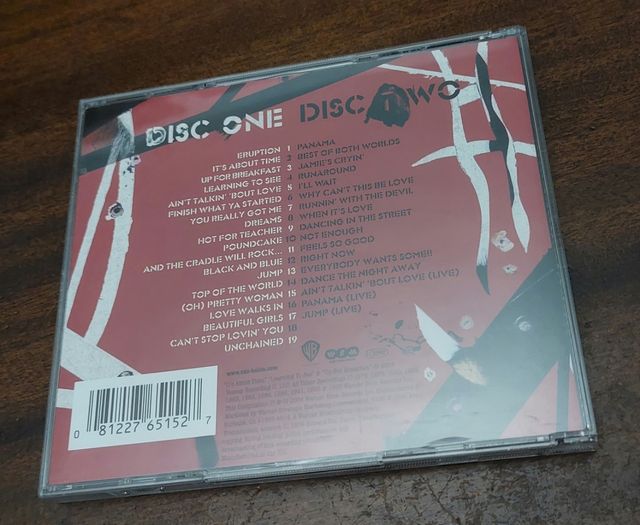 DISC ONE DISC TWO
ERUPTION 1 PANAMA
IT'S ABOUT TIME 2 BEST OF BOTH WORLDS
UP FOR BREAKFAST 3 JAMIE'S CRYIN'
LEARNING TO SEE 4 RUNAROUND
AIN'T TALKIN' 'BOUT LOVE 5 I'LL WAIT
FINISH WHAT YA STARTED 6 WHY CAN'T THIS BE LOVE
YOU REALLY GOT ME 7 RUNNIN' WITH THE DEVIL
DREAMS 8 WHEN IT'S LOVE
HOT FOR TEACHER 9 DANCING IN THE STREET
POUNDCAKE 10 NOT ENOUGH
AND THE CRADLE WILL ROCK... 11 FEELS SO GOOD
BLACK AND BLUE 12 RIGHT NOW
JUMP 13 EVERYBODY WANTS SOME!!
TOP OF THE WORLD 14 DANCE THE NIGHT AWAY
(OH) PRETTY WOMAN 15 AIN'T TALKIN' 'BOUT LOVE (LIVE)
LOVE WALKS IN 16 PANAMA (LIVE)
BEAUTIFUL GIRLS 17 JUMP (LIVE)
CAN'T STOP LOVIN' YOU 18
UNCHAINED 19
WB
www.van-halen.com
0 81227 65152 7